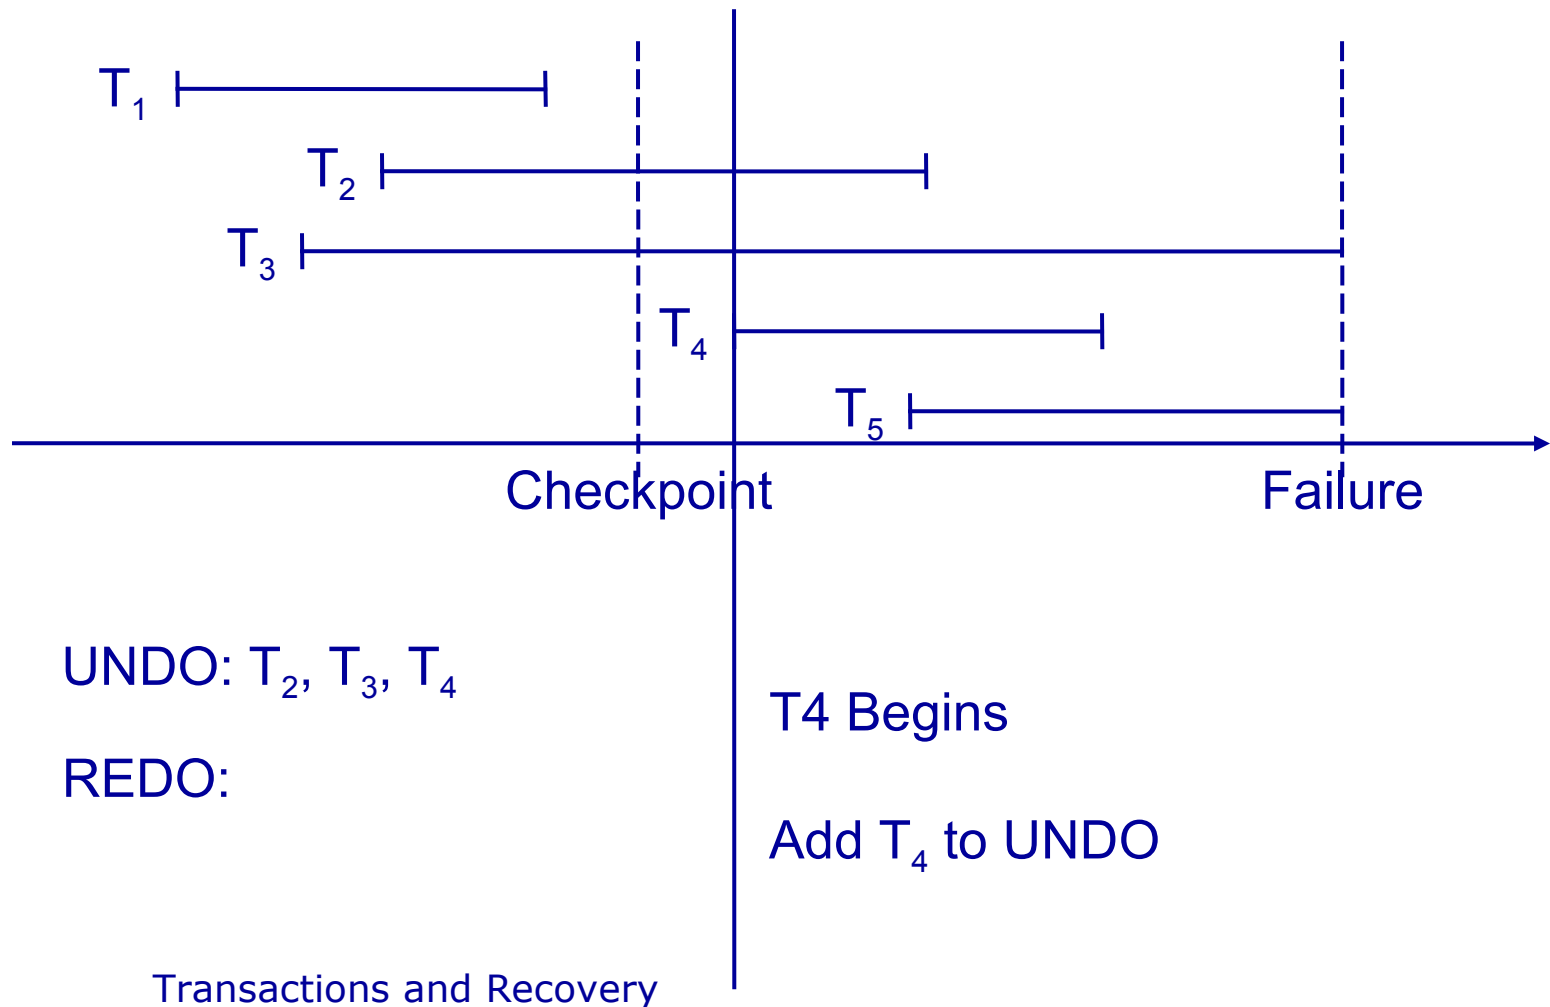 T1
T2
T3
T4
T5
Checkpoint
Failure
UNDO: T2, T3, T4
T4 Begins
REDO:
Add T4 to UNDO
Transactions and Recovery